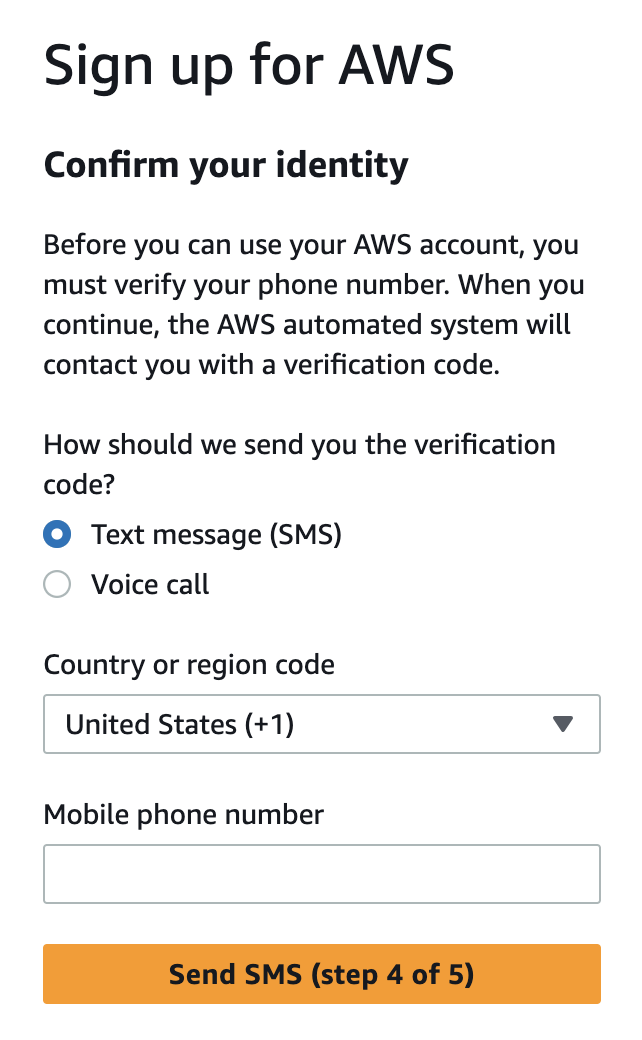 Sign up for AWS
Confirm your identity
Before you can use your AWS account, you
must verify your phone number. When you
continue, the AWS automated system will
contact you with a verification code.
How should we send you the verification
code?
Text message (SMS)
Voice call
Country or region code
United States (+1)
Mobile phone number
Send SMS (step 4 of 5)